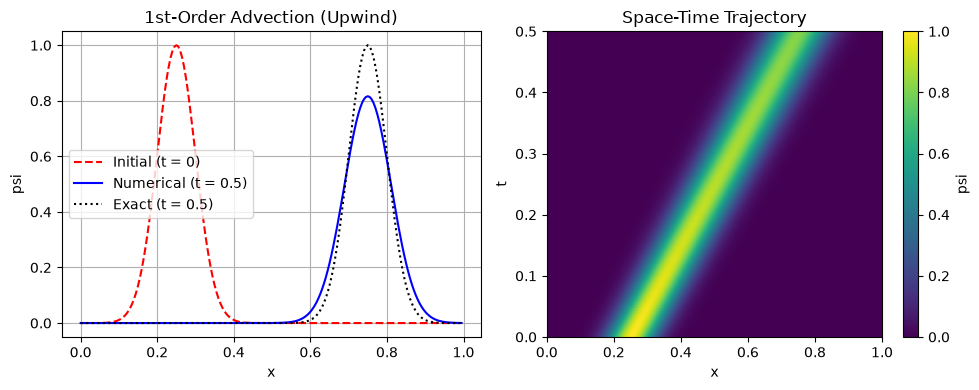 1st-Order Advection (Upwind)
1.0
0.8
0.6
0.4
0.2
0.0
psi
Initial (t = 0)
Numerical (t = 0.5)
Exact (t = 0.5)
0.0 0.2 0.4 0.6 0.8 1.0
x
Space-Time Trajectory
0.5
0.4
0.3
0.2
0.1
0.0
t
0.0 0.2 0.4 0.6 0.8 1.0
x
1.0
0.8
0.6
0.4
0.2
0.0
psi